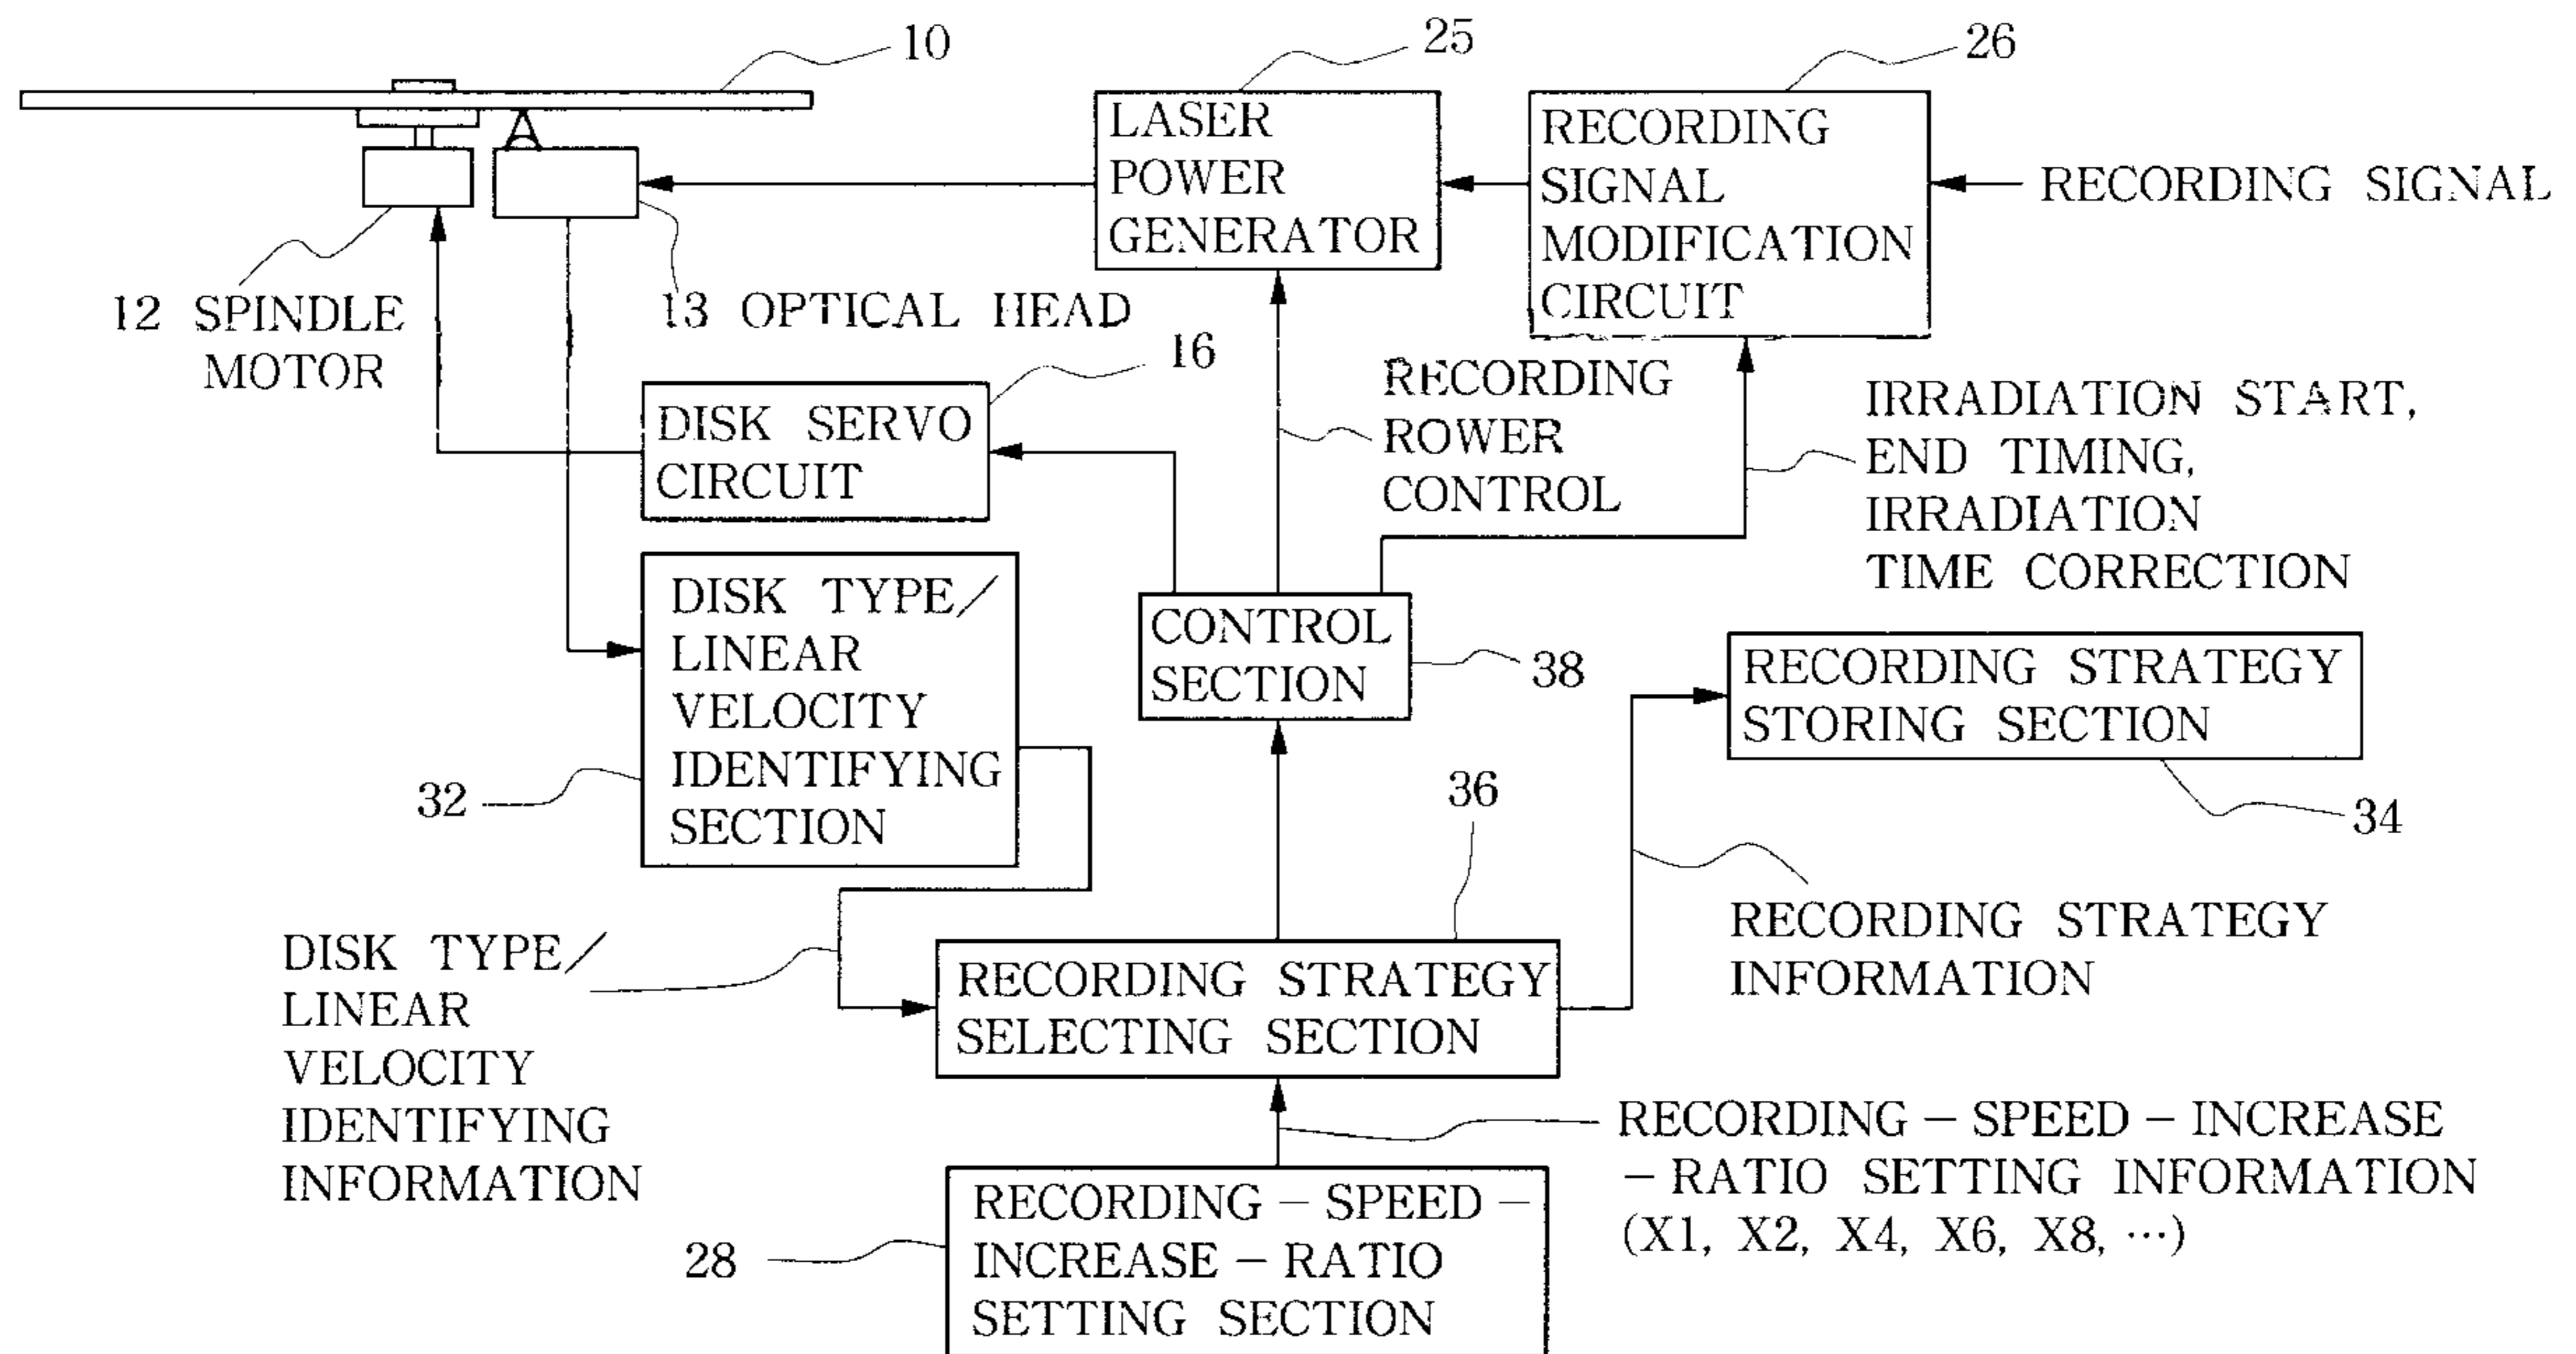 10
25
26
LASER
POWER
GENERATOR
RECORDING
SIGNAL
MODIFICATION
CIRCUIT
RECORDING SIGNAL
12 SPINDLE
MOTOR
13 OPTICAL HEAD
16
DISK SERVO
CIRCUIT
RECORDING
ROWER
CONTROL
IRRADIATION START,
END TIMING,
IRRADIATION
TIME CORRECTION
DISK TYPE/
LINEAR
VELOCITY
IDENTIFYING
SECTION
32
CONTROL
SECTION
38
RECORDING STRATEGY
STORING SECTION
34
36
RECORDING STRATEGY
INFORMATION
DISK TYPE/
LINEAR
VELOCITY
IDENTIFYING
INFORMATION
RECORDING STRATEGY
SELECTING SECTION
RECORDING – SPEED – INCREASE
– RATIO SETTING INFORMATION
(X1, X2, X4, X6, X8, ···)
28
RECORDING – SPEED –
INCREASE – RATIO
SETTING SECTION